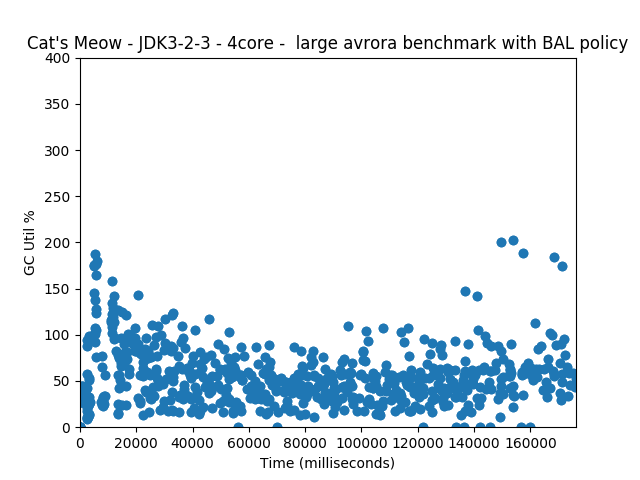 Cat's Meow - JDK3-2-3 - 4core -  large avrora benchmark with BAL policy
400
350
300
250
200
150
100
50
0
GC Util %
0 20000 40000 60000 80000 100000 120000 140000 160000
Time (milliseconds)